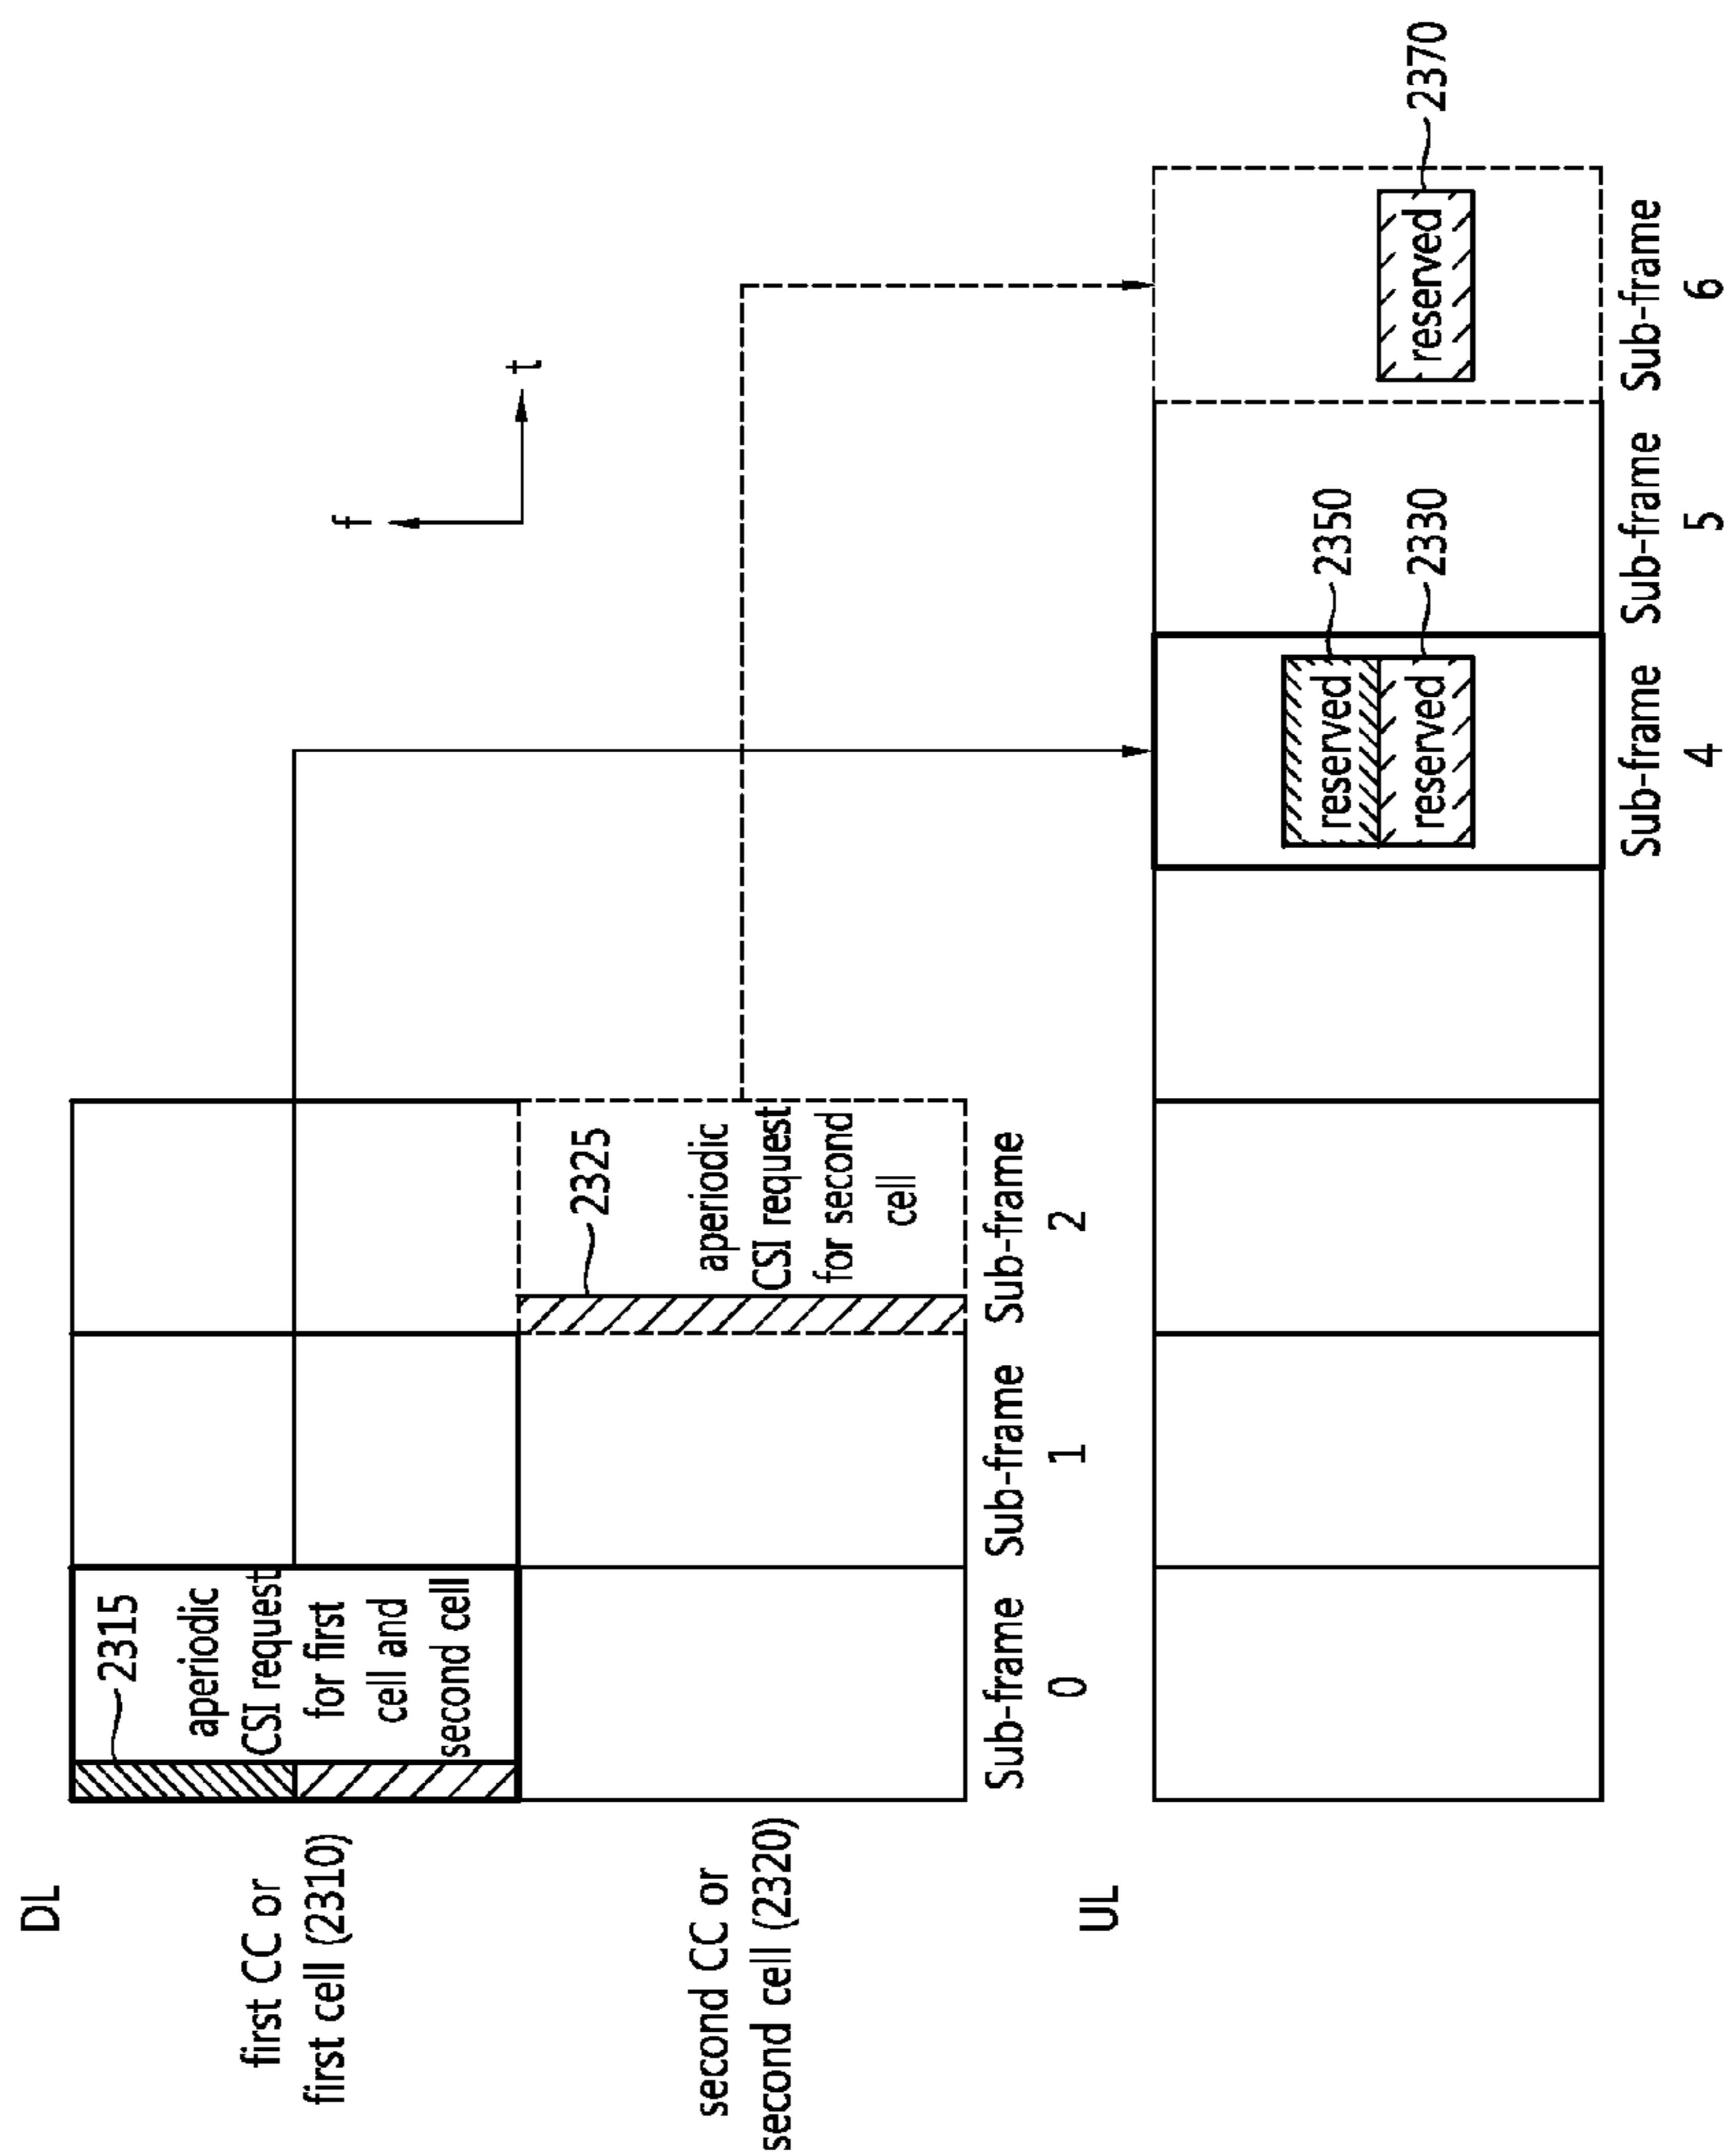 DL
first CC or
first cell (2310)
2315
aperiodic
CSI request
for first
cell and
second cell
f
t
second CC or
second cell (2320)
2325
aperiodic
CSI request
for second
cell
Sub-frame
0
Sub-frame
1
Sub-frame
2
UL
reserved
2350
reserved
2330
reserved
2370
Sub-frame
4
Sub-frame
5
Sub-frame
6